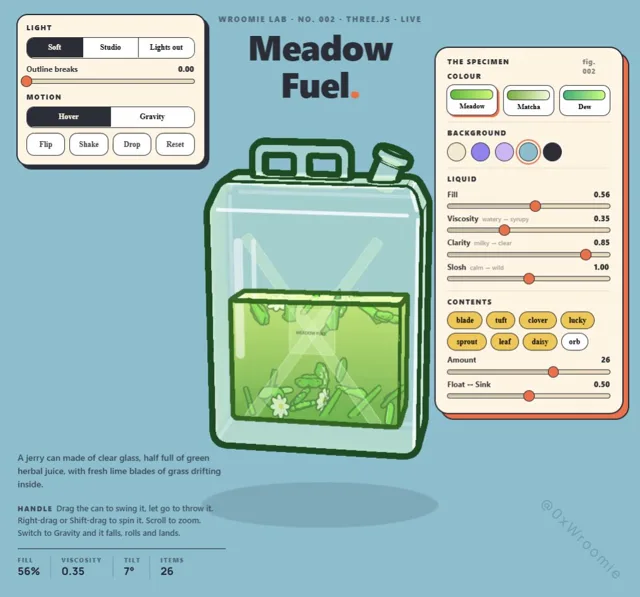 WROOMIE LAB - NO. 002 - THREE.JS - LIVE
Meadow
Fuel.
LIGHT
Soft Studio Lights out
Outline breaks 0.00
MOTION
Hover Gravity
Flip Shake Drop Reset
THE SPECIMEN fig. 002
COLOUR
Meadow Matcha Dew
BACKGROUND
LIQUID
Fill 0.56
Viscosity watery – syrupy 0.35
Clarity milky – clear 0.85
Slosh calm – wild 1.00
CONTENTS
blade tuft clover lucky
sprout leaf daisy orb
Amount 26
Float — Sink 0.50
A jerry can made of clear glass, half full of green
herbal juice, with fresh lime blades of grass drifting
inside.
HANDLE Drag the can to swing it, let go to throw it.
Right-drag or Shift-drag to spin it. Scroll to zoom.
Switch to Gravity and it falls, rolls and lands.
FILL VISCOSITY TILT ITEMS
56% 0.35 7° 26
@0xWroomie